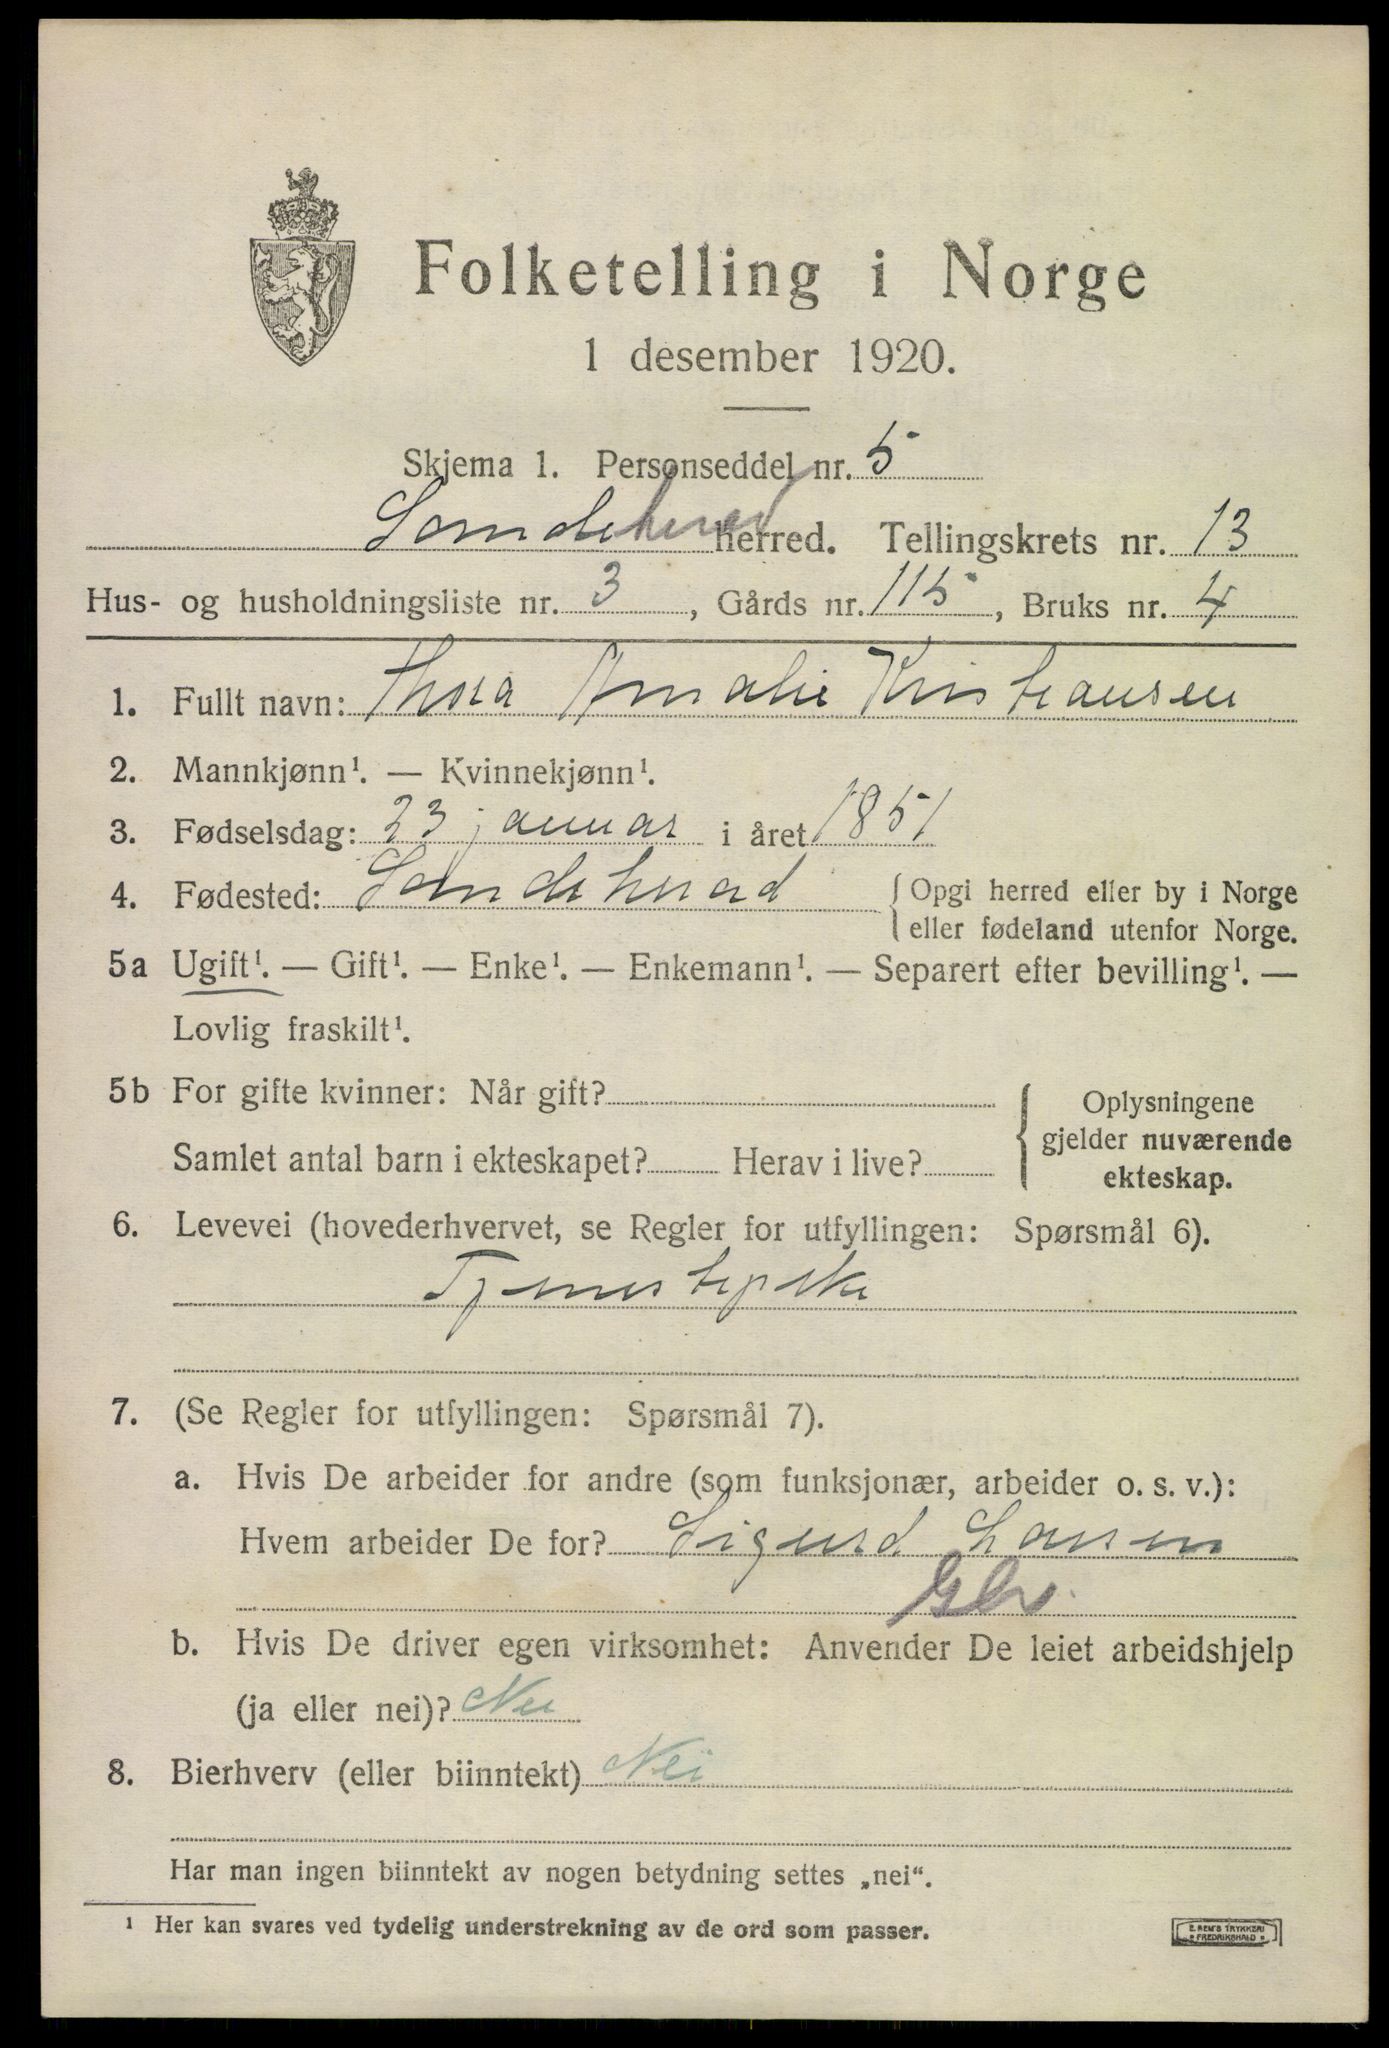 Folketelling i Norge
1 desember 1920.
Skjema 1. Personseddel nr. 5
Sandeherad herred. Tellingskrets nr. 13
Hus- og husholdningsliste nr. 3, Gårds nr. 115, Bruks nr. 4
1. Fullt navn: Thora Amalie Kristiansen
2. Mannkjønn¹. — Kvinnekjønn¹.
3. Fødselsdag: 23 januar i året 1851
4. Fødested: Sandeherad { Opgi herred eller by i Norge
eller fødeland utenfor Norge.
5a Ugift¹. — Gift¹. — Enke¹. — Enkemann¹. — Separert efter bevilling¹. —
Lovlig fraskilt¹.
5b For gifte kvinner: Når gift? { Oplysningene
gjelder nuværende
ekteskap.
Samlet antal barn i ekteskapet? Herav i live?
6. Levevei (hovederhvervet, se Regler for utfyllingen: Spørsmål 6).
Tjenestepike
7. (Se Regler for utfyllingen: Spørsmål 7).
a. Hvis De arbeider for andre (som funksjonær, arbeider o. s. v.):
Hvem arbeider De for? Sigurd Larsen
b. Hvis De driver egen virksomhet: Anvender De leiet arbeidshjelp
(ja eller nei)? Nei
8. Bierhverv (eller biinntekt) Nei
Har man ingen biinntekt av nogen betydning settes „nei“.
¹ Her kan svares ved tydelig understrekning av de ord som passer.
E. SEM'S TRYKKERI
FREDRIKSHALD